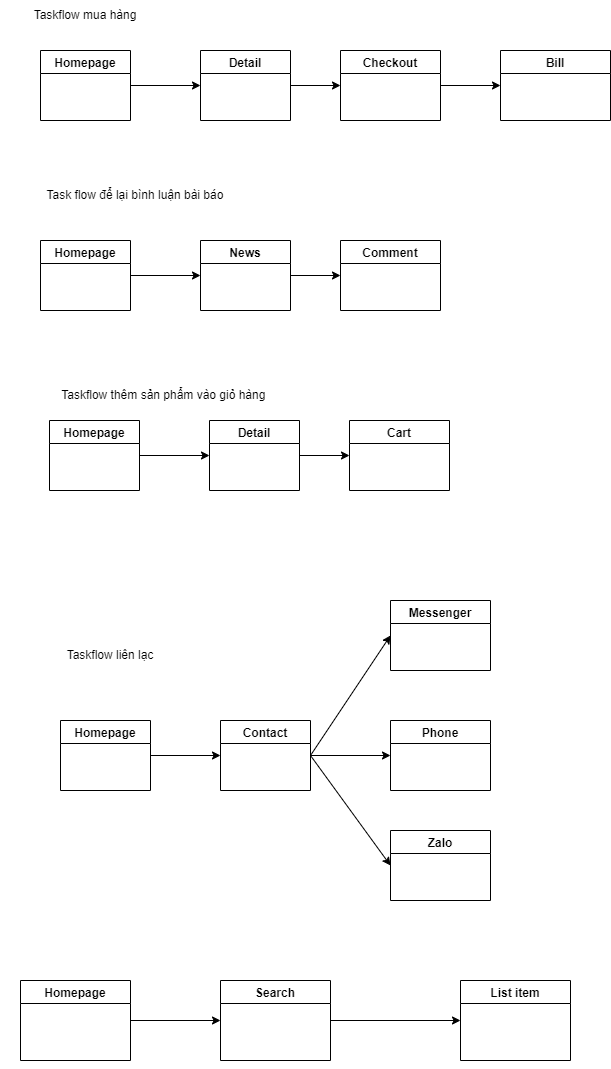 Taskflow mua hàng
Homepage
Detail
Checkout
Bill
Task flow để lại bình luận bài báo
Homepage
News
Comment
Taskflow thêm sản phẩm vào giỏ hàng
Homepage
Detail
Cart
Messenger
Taskflow liên lạc
Homepage
Contact
Phone
Zalo
Homepage
Search
List item